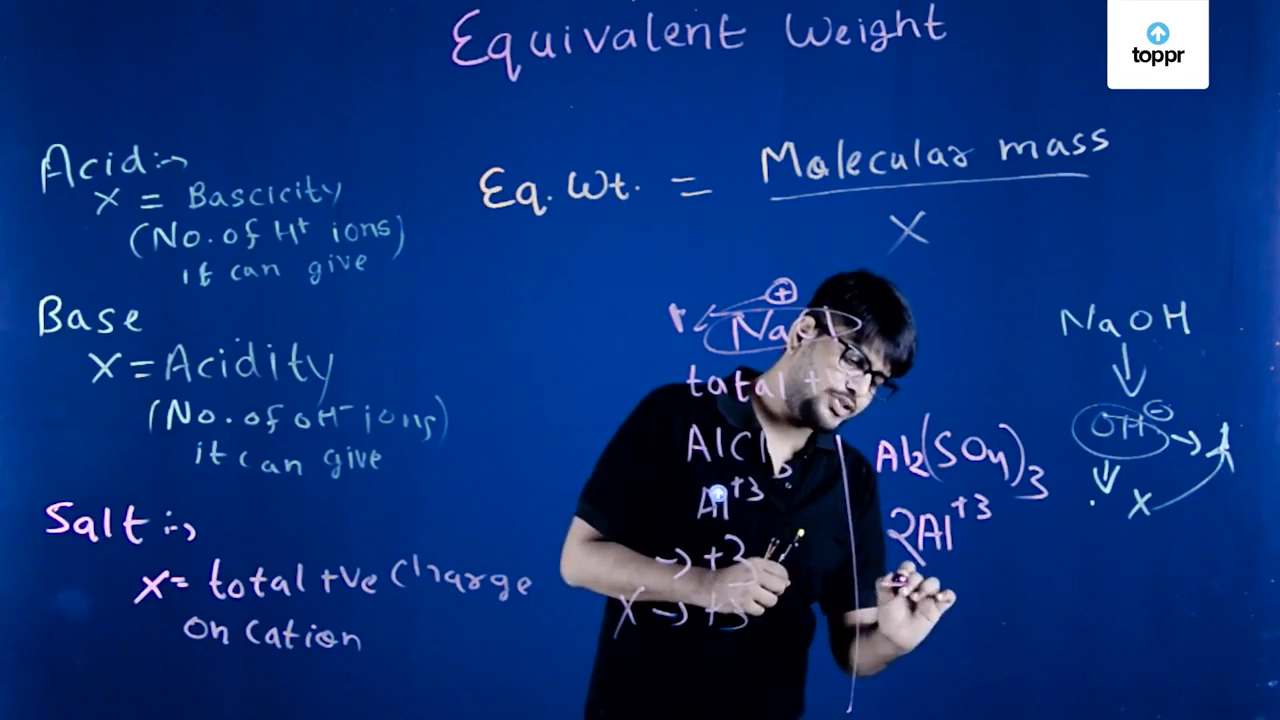 Equivalent Weight
toppr
Acid:→
X = Bascicity
(No. of H+ ions)
it can give
Base
X = Acidity
(No. of OH- ions)
it can give
Salt :→
X = total +ve Charge
on Cation
Eq. Wt. = Molecular mass
X
+
total +
AlCl3
Al+3
→ +3
X → +3
Al2(SO4)3
2Al+3
NaOH
OH⊖ → 1
X